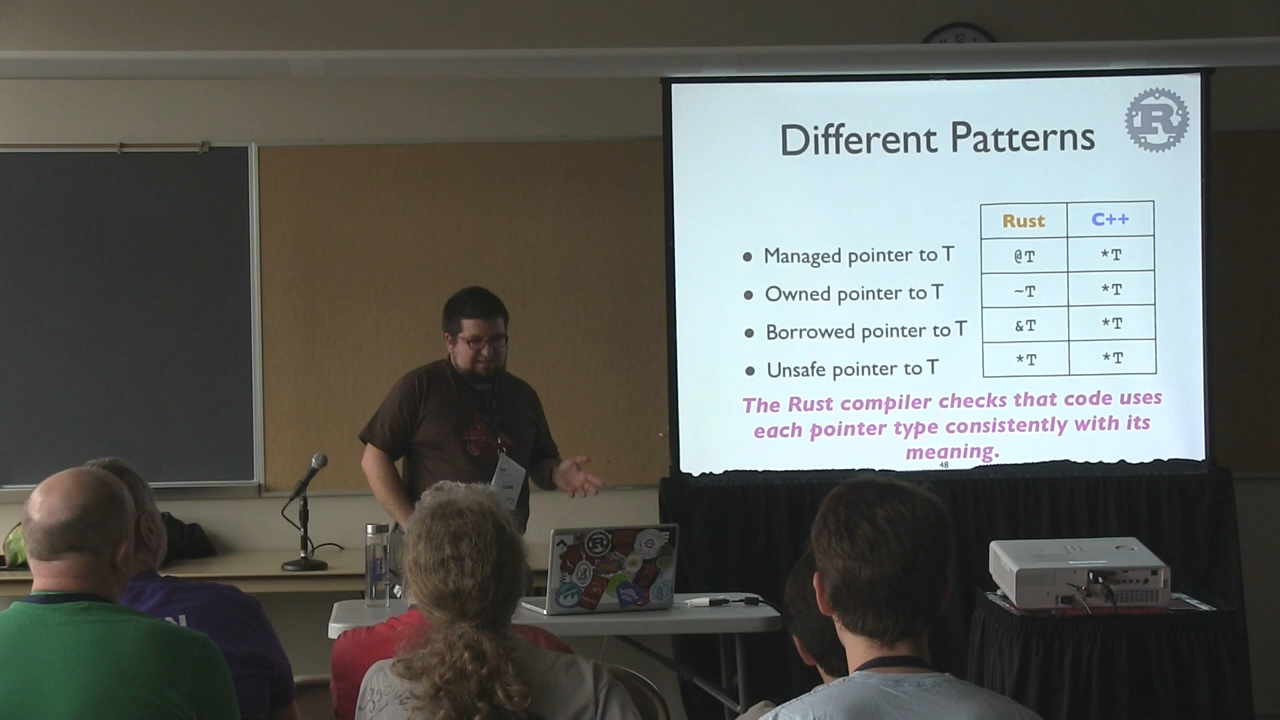 12
Different Patterns
R
Rust C++
• Managed pointer to T @T *T
• Owned pointer to T ~T *T
• Borrowed pointer to T &T *T
• Unsafe pointer to T *T *T
The Rust compiler checks that code uses
each pointer type consistently with its
meaning.
48
R